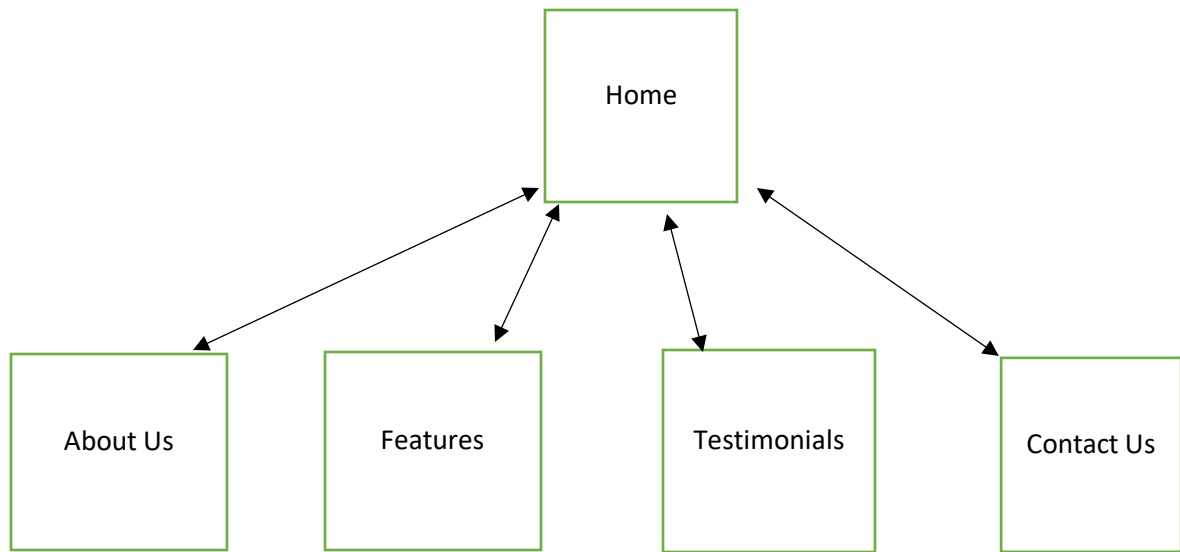 Home
About Us
Features
Testimonials
Contact Us